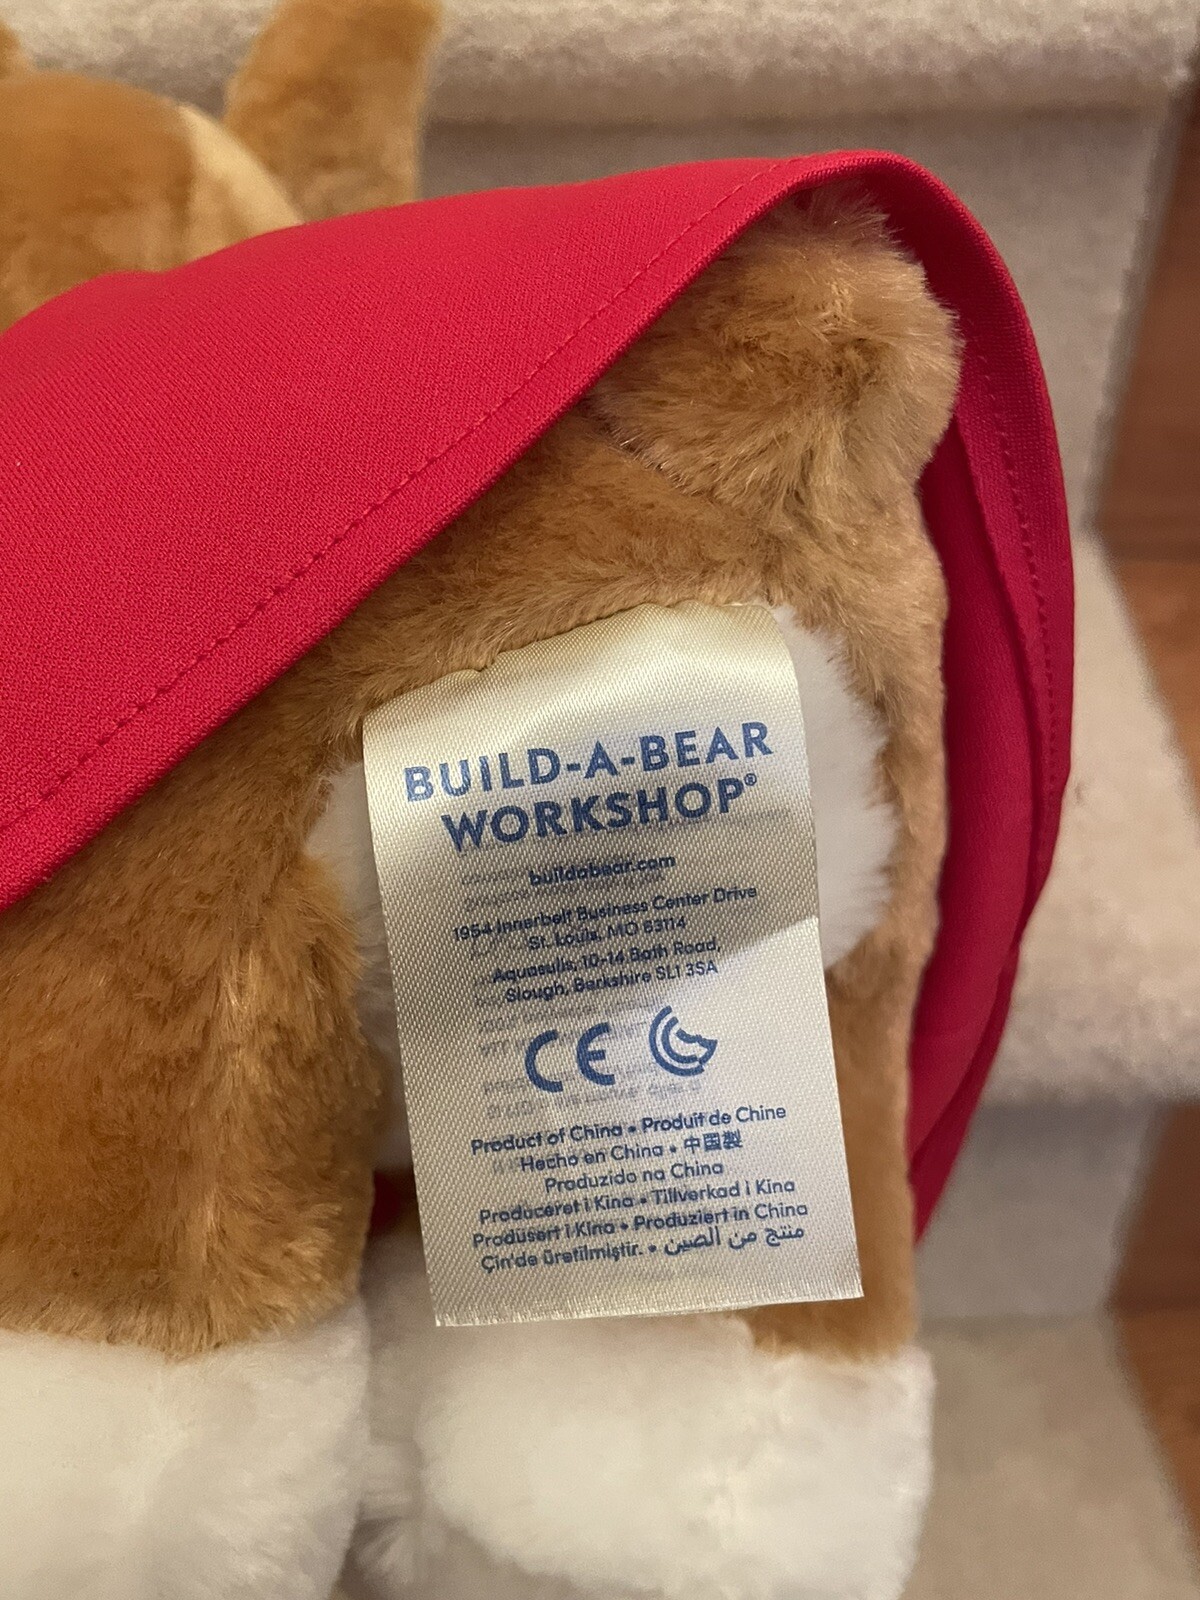 BUILD-A-BEAR
WORKSHOP®
buildabear.com
1954 Innerbelt Business Center Drive
St. Louis, MO 63114
Aquasulis, 10-14 Bath Road,
Slough, Berkshire SL1 3SA
CE
Product of China • Produit de Chine
Hecho en China • 中國製
Produzido na China
Produceret i Kina • Tillverkad i Kina
Produsert i Kina • Produziert in China
Çin'de üretilmiştir. • منتج من الصين